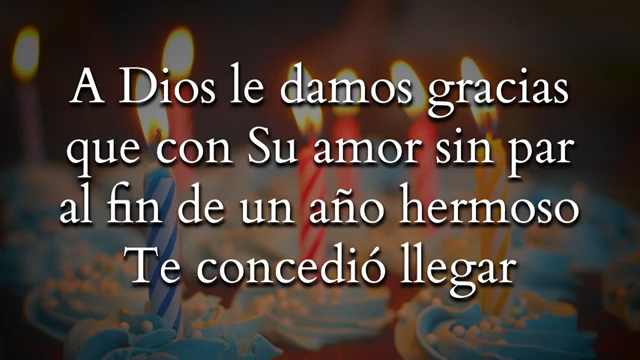 A Dios le damos gracias
que con Su amor sin par
al fin de un año hermoso
Te concedió llegar